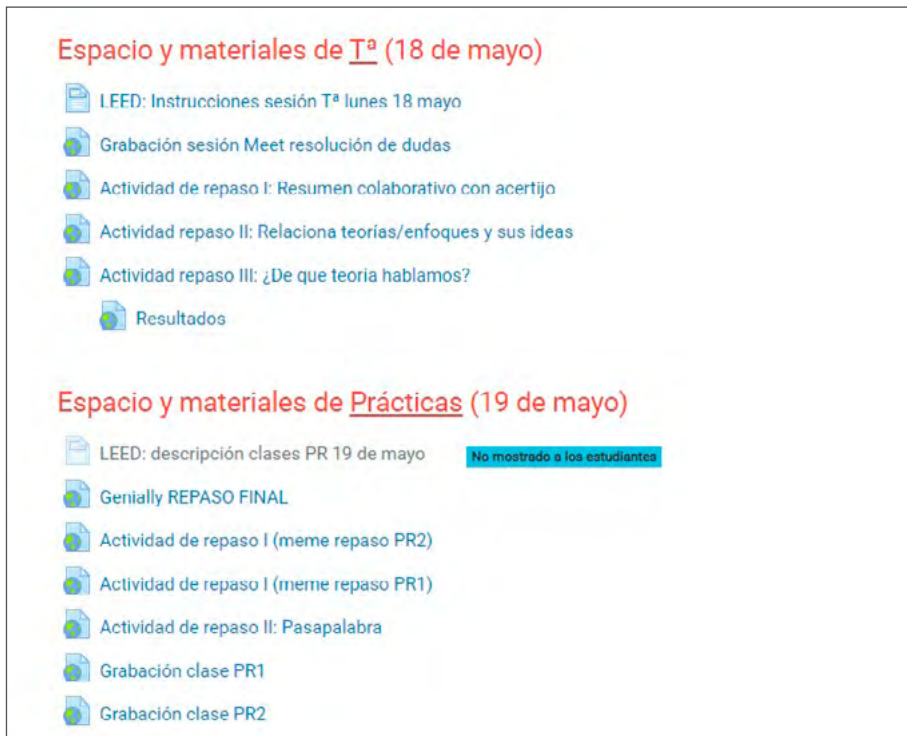 Espacio y materiales de Tª (18 de mayo)
LEED: Instrucciones sesión Tª lunes 18 mayo
Grabación sesión Meet resolución de dudas
Actividad de repaso I: Resumen colaborativo con acertijo
Actividad repaso II: Relaciona teorías/enfoques y sus ideas
Actividad repaso III: ¿De que teoría hablamos?
Resultados
Espacio y materiales de Prácticas (19 de mayo)
LEED: descripción clases PR 19 de mayo No mostrado a los estudiantes
Genially REPASO FINAL
Actividad de repaso I (meme repaso PR2)
Actividad de repaso I (meme repaso PR1)
Actividad de repaso II: Pasapalabra
Grabación clase PR1
Grabación clase PR2